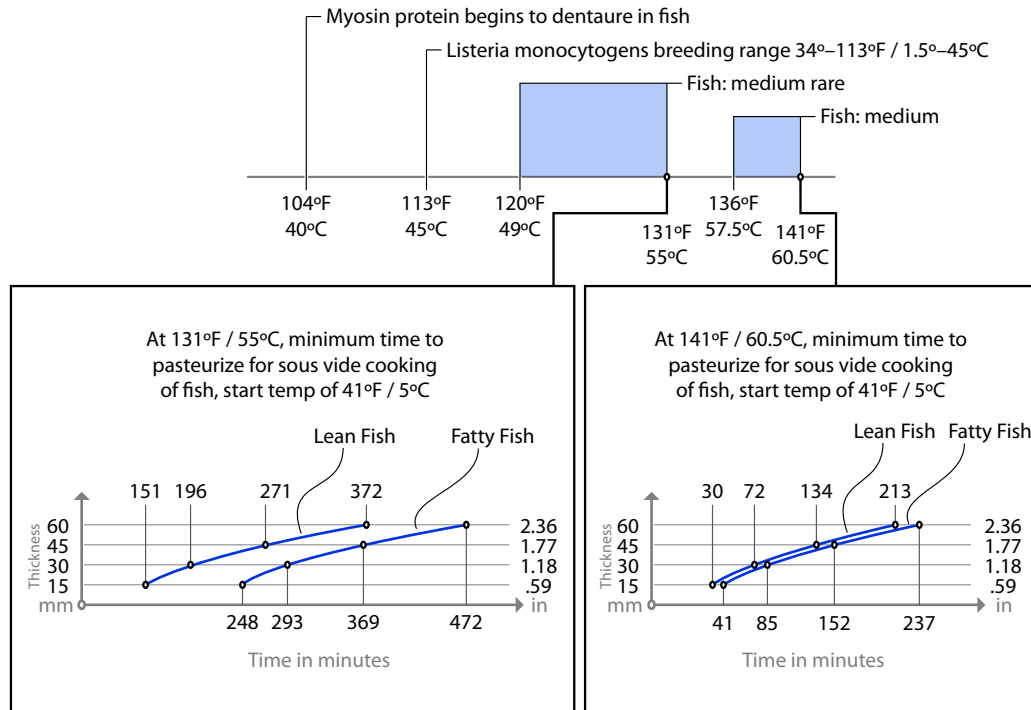 Myosin protein begins to dentaure in fish
Listeria monocytogens breeding range 34º–113ºF / 1.5º–45ºC
Fish: medium rare
Fish: medium
104ºF
40ºC
113ºF
45ºC
120ºF
49ºC
131ºF
55ºC
136ºF
57.5ºC
141ºF
60.5ºC
At 131ºF / 55ºC, minimum time to
pasteurize for sous vide cooking
of fish, start temp of 41ºF / 5ºC
Lean Fish
Fatty Fish
151 196 271 372
Thickness
60 2.36
45 1.77
30 1.18
15 .59
mm in
248 293 369 472
Time in minutes
At 141ºF / 60.5ºC, minimum time to
pasteurize for sous vide cooking
of fish, start temp of 41ºF / 5ºC
Lean Fish
Fatty Fish
30 72 134 213
Thickness
60 2.36
45 1.77
30 1.18
15 .59
mm in
41 85 152 237
Time in minutes